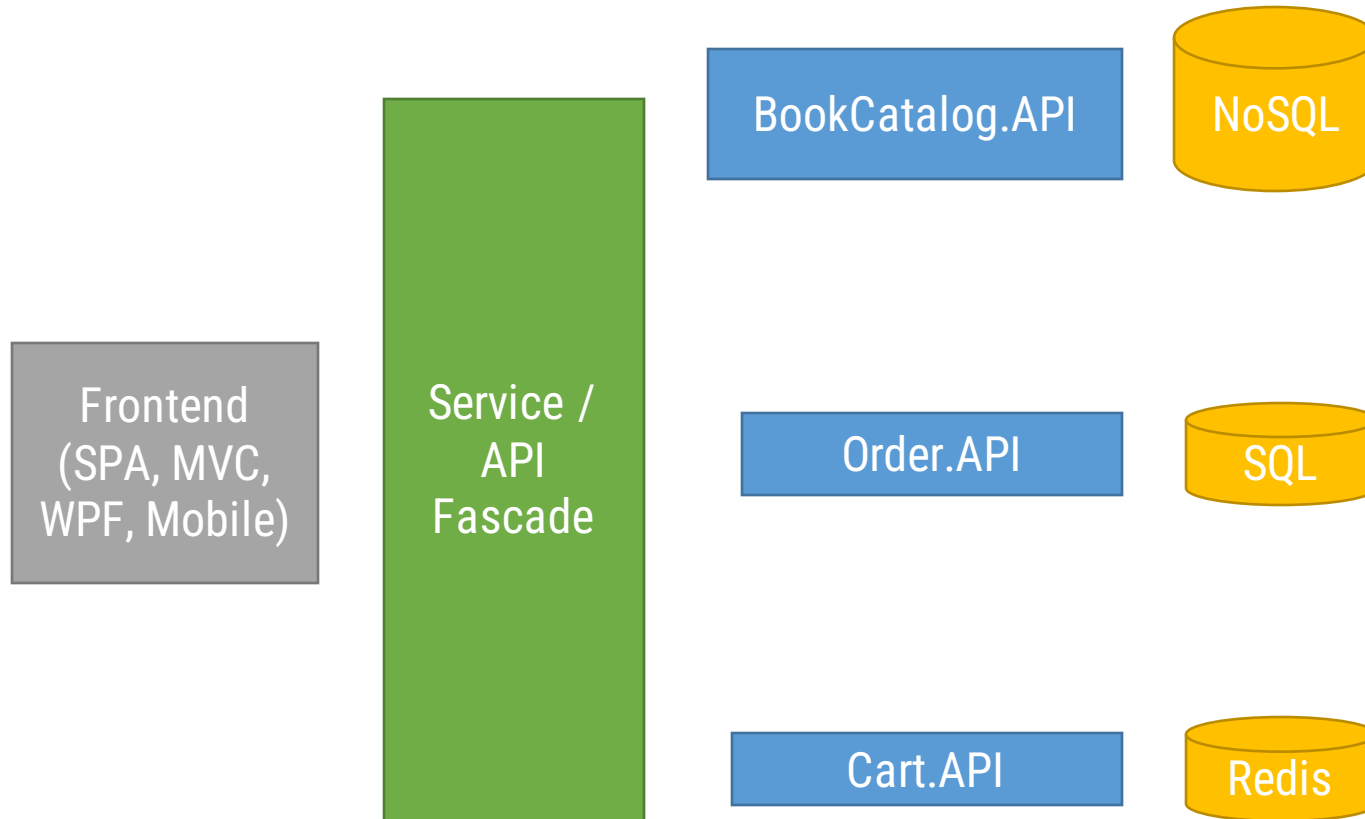 Frontend
(SPA, MVC,
WPF, Mobile)
Service /
API
Fascade
BookCatalog.API
NoSQL
Order.API
SQL
Cart.API
Redis